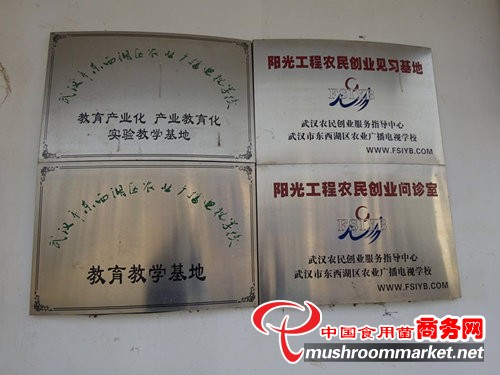 武汉市东西湖区农业广播电视学校
教育产业化 产业教育化
实验教学基地
阳光工程农民创业见习基地
FSIYB
武汉农民创业服务指导中心
武汉市东西湖区农业广播电视学校
WWW.FSIYB.COM
武汉市东西湖区农业广播电视学校
教育教学基地
阳光工程农民创业问诊室
FSIYB
武汉农民创业服务指导中心
武汉市东西湖区农业广播电视学校
WWW.FSIYB.COM
中国食用菌商务网
mushroommarket.net